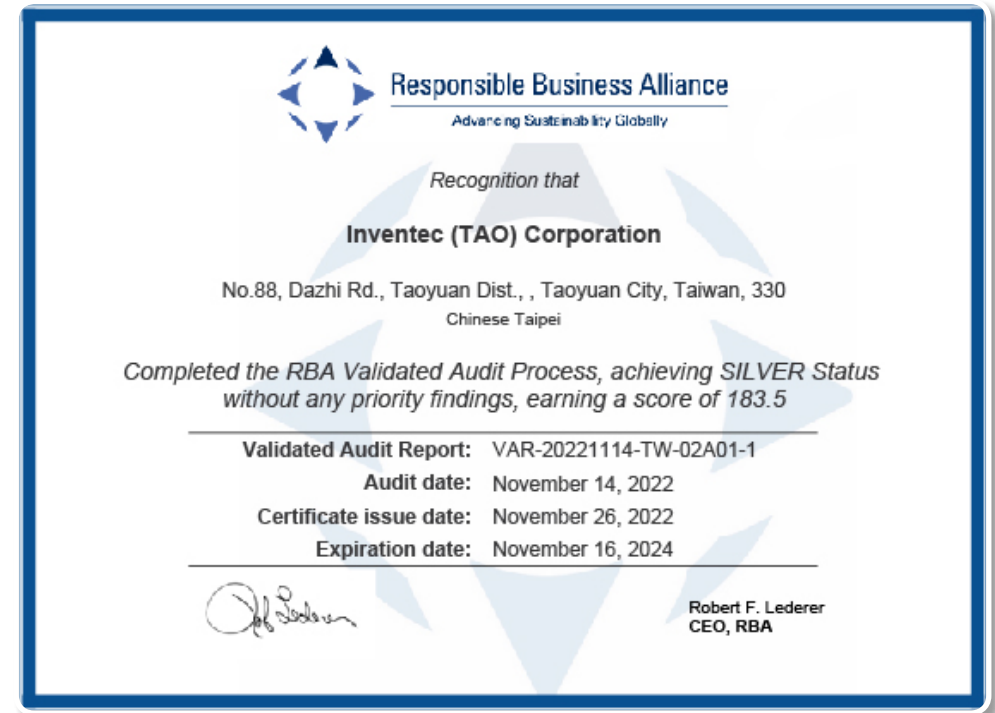 Responsible Business Alliance
Advancing Sustainability Globally
Recognition that
Inventec (TAO) Corporation
No.88, Dazhi Rd., Taoyuan Dist., , Taoyuan City, Taiwan, 330
Chinese Taipei
Completed the RBA Validated Audit Process, achieving SILVER Status
without any priority findings, earning a score of 183.5
Validated Audit Report: VAR-20221114-TW-02A01-1
Audit date: November 14, 2022
Certificate issue date: November 26, 2022
Expiration date: November 16, 2024
Robert F. Lederer
CEO, RBA